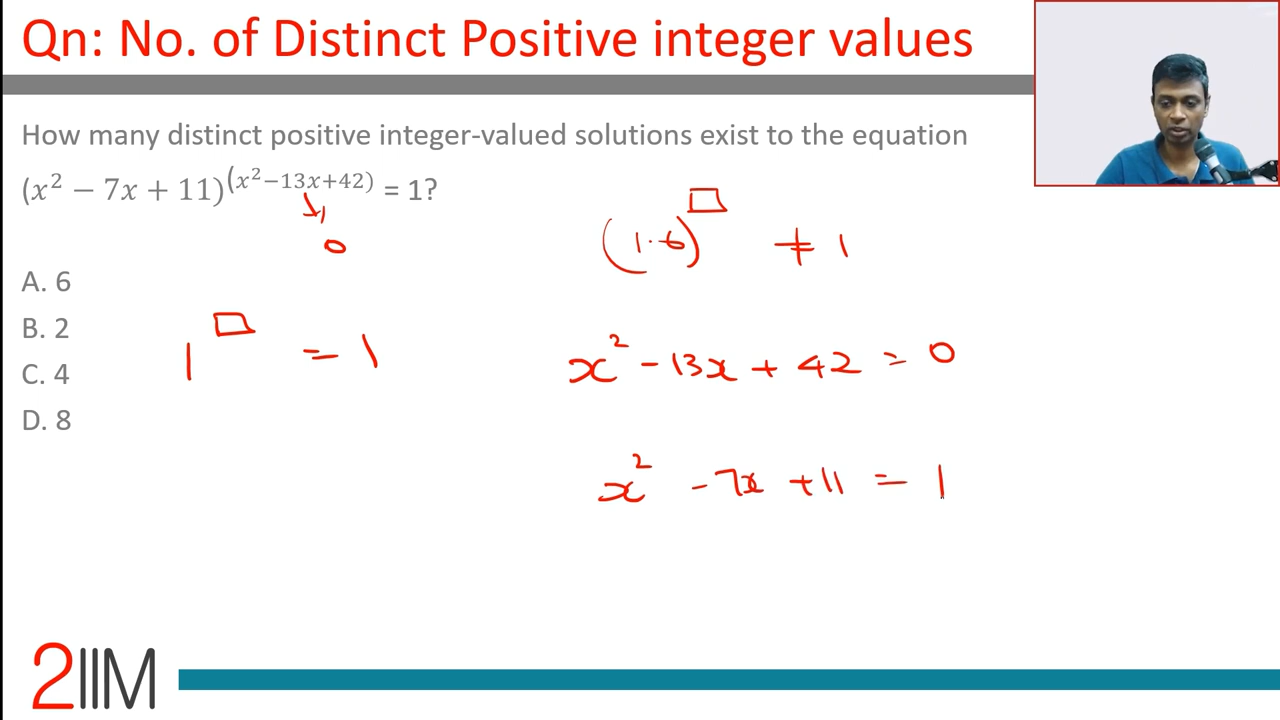 Qn: No. of Distinct Positive integer values
How many distinct positive integer-valued solutions exist to the equation
(x² − 7x + 11)^(x²−13x+42) = 1?
0
(1.6)^□ ≠ 1
A. 6
B. 2
1^□ = 1
x² - 13x + 42 = 0
C. 4
D. 8
x² - 7x + 11 = 1
2IIM